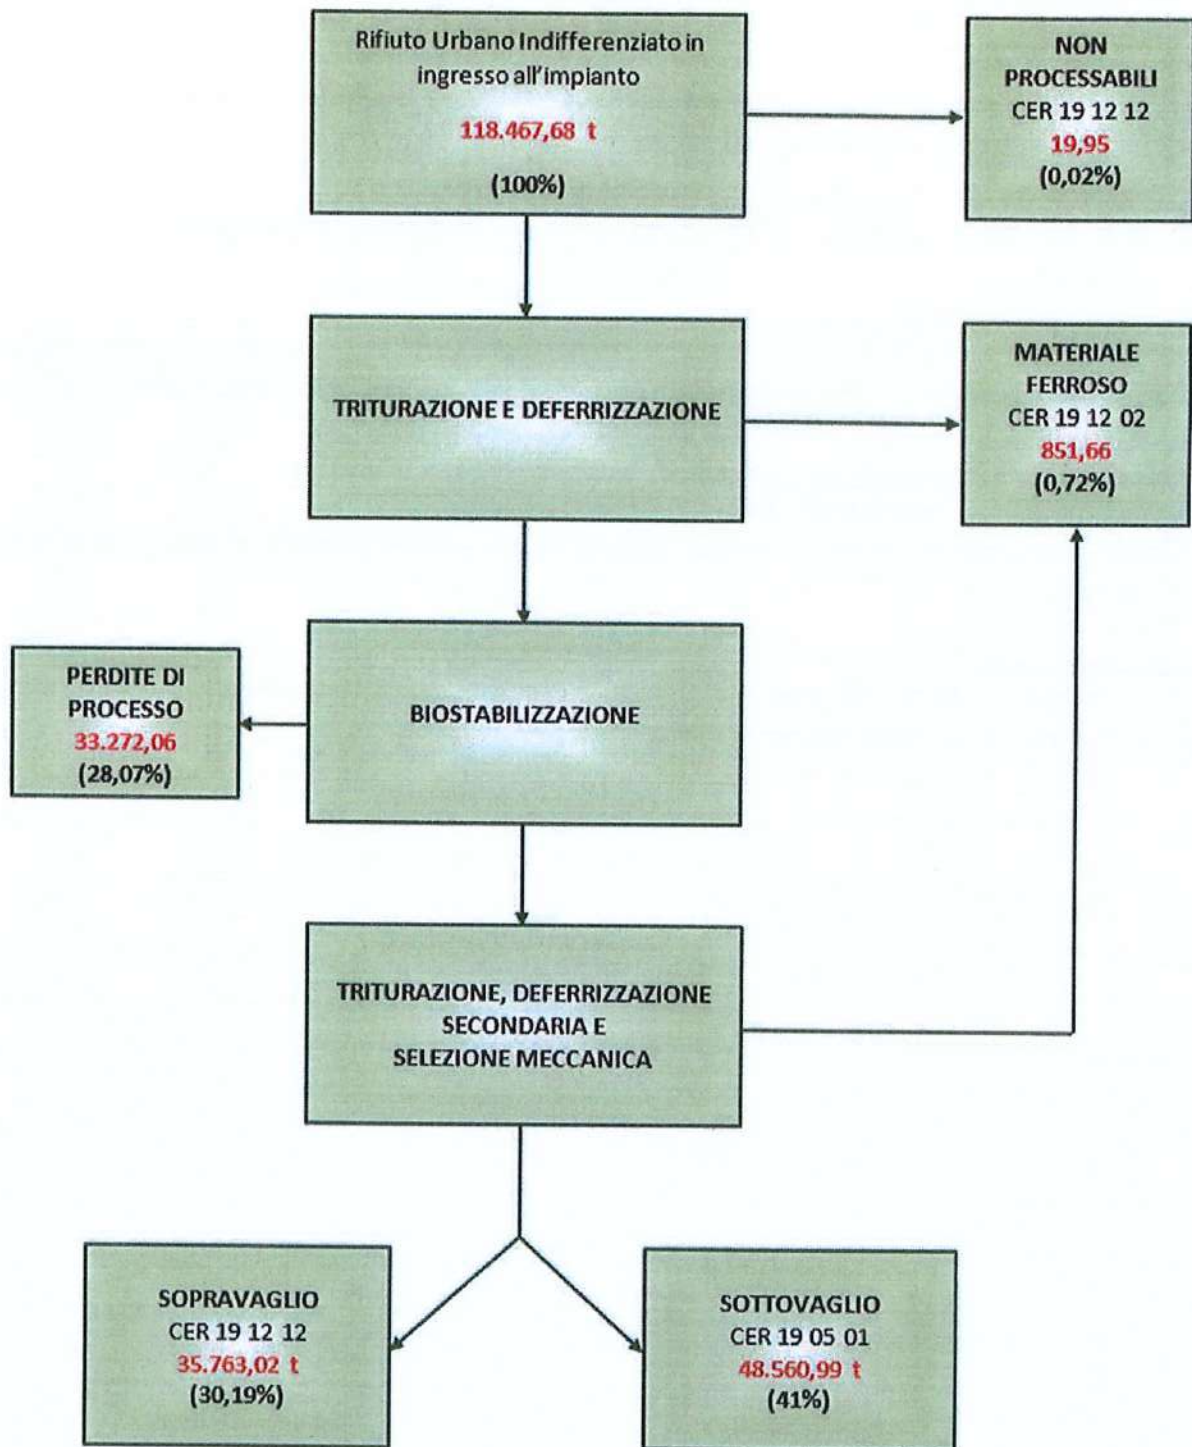 Rifiuto Urbano Indifferenziato in
ingresso all'impianto
118.467,68 t
(100%)
NON
PROCESSABILI
CER 19 12 12
19,95
(0,02%)
TRITURAZIONE E DEFERRIZZAZIONE
MATERIALE
FERROSO
CER 19 12 02
851,66
(0,72%)
PERDITE DI
PROCESSO
33.272,06
(28,07%)
BIOSTABILIZZAZIONE
TRITURAZIONE, DEFERRIZZAZIONE
SECONDARIA E
SELEZIONE MECCANICA
SOPRAVAGLIO
CER 19 12 12
35.763,02 t
(30,19%)
SOTTOVAGLIO
CER 19 05 01
48.560,99 t
(41%)